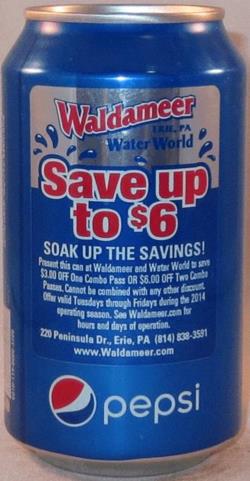 Waldameer
ERIE, PA
Water World
Save up
to $6
SOAK UP THE SAVINGS!
Present this can at Waldameer and Water World to save
$3.00 OFF One Combo Pass OR $6.00 OFF Two Combo
Passes. Cannot be combined with any other discount.
Offer valid Tuesdays through Fridays during the 2014
operating season. See Waldameer.com for
hours and days of operation.
220 Peninsula Dr., Erie, PA (814) 838-3591
www.Waldameer.com
pepsi